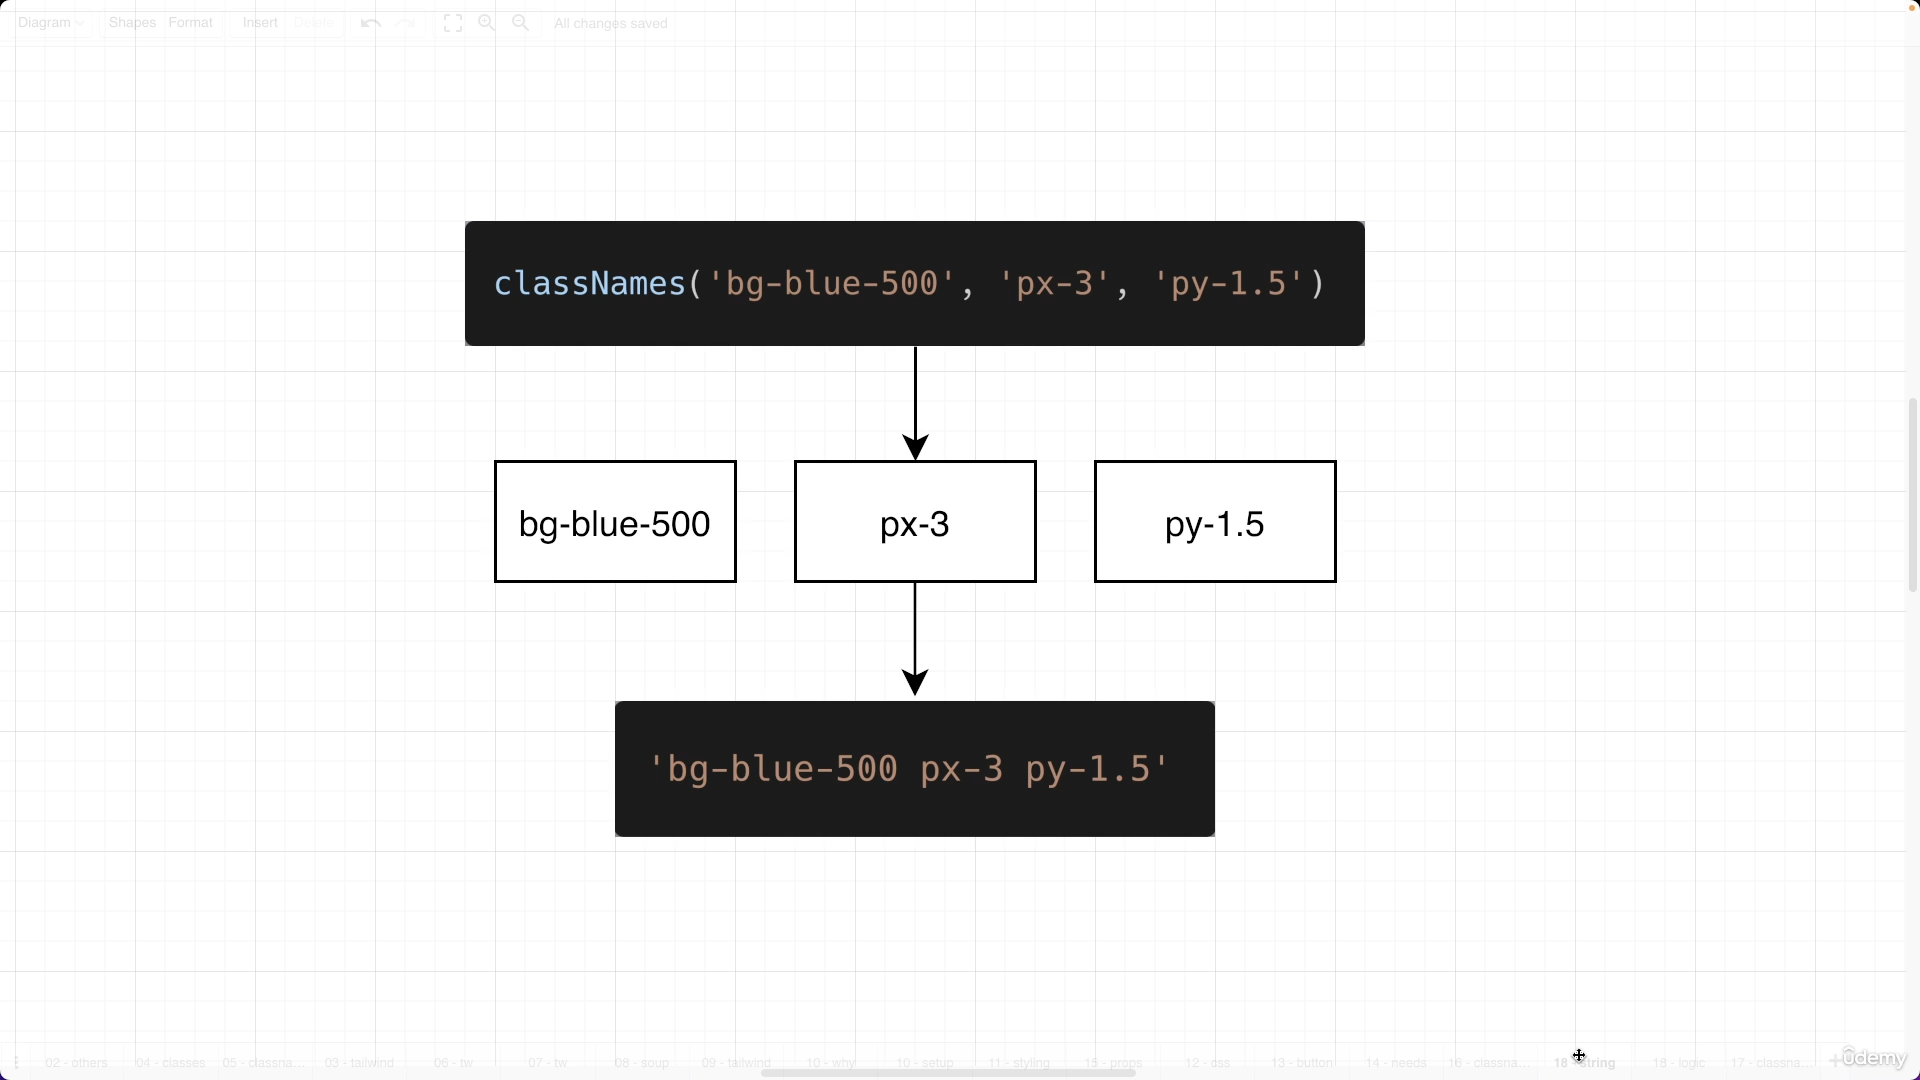 Diagram Shapes Format Insert Delete All changes saved
classNames('bg-blue-500', 'px-3', 'py-1.5')
bg-blue-500 px-3 py-1.5
'bg-blue-500 px-3 py-1.5'
02 - others 04 - classes 05 - classna... 03 - tailwind 06 - tw 07 - tw 08 - soup 09 - tailwind 10 - why 10 - setup 11 - styling 15 - props 12 - css 13 - button 14 - needs 16 - classna... 18 - string 18 - logic 17 - classna...
ûdemy